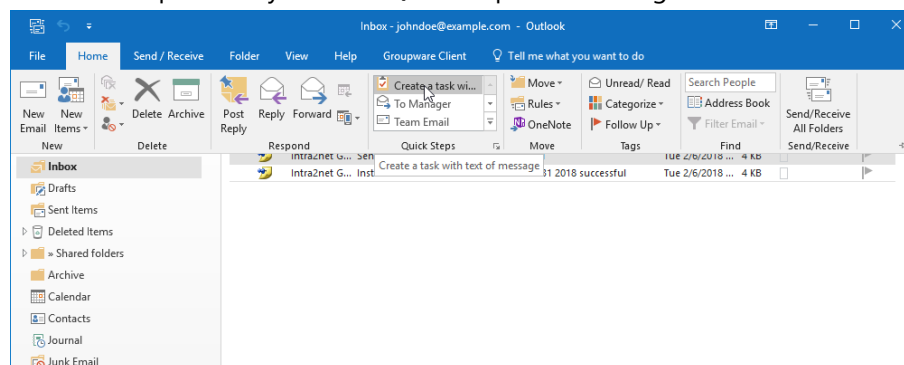 Inbox - johndoe@example.com - Outlook
File Home Send / Receive Folder View Help Groupware Client Tell me what you want to do
New Email
New Items
Delete Archive
Post Reply
Reply Forward
Create a task wi...
To Manager
Team Email
Move
Rules
OneNote
Unread/ Read
Categorize
Follow Up
Search People
Address Book
Filter Email
Send/Receive All Folders
New Delete Respond Quick Steps Move Tags Find Send/Receive
Inbox
Intra2net G... Tue 2/6/2018 ... 4 KB
Create a task with text of message
Intra2net G... 2018 successful Tue 2/6/2018 ... 4 KB
Drafts
Sent Items
Deleted Items
» Shared folders
Archive
Calendar
Contacts
Journal
Junk Email